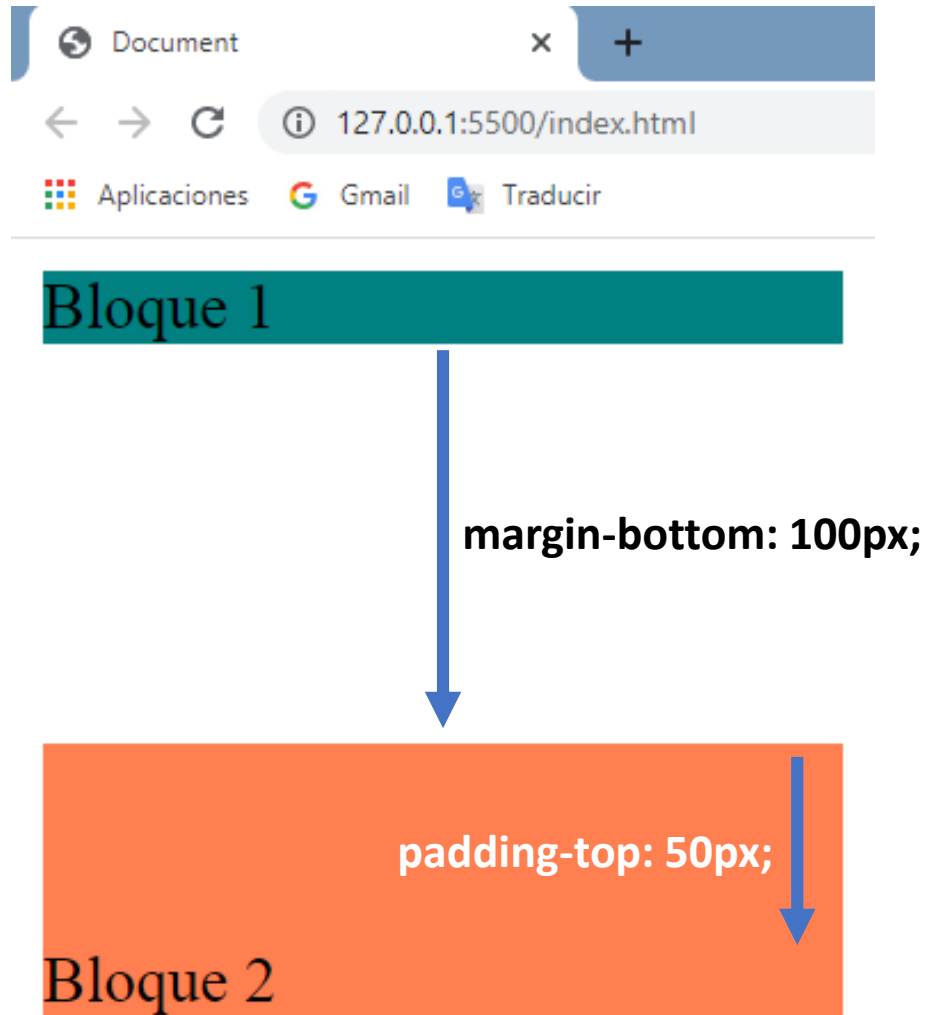 Document
127.0.0.1:5500/index.html
Aplicaciones Gmail Traducir
Bloque 1
margin-bottom: 100px;
padding-top: 50px;
Bloque 2